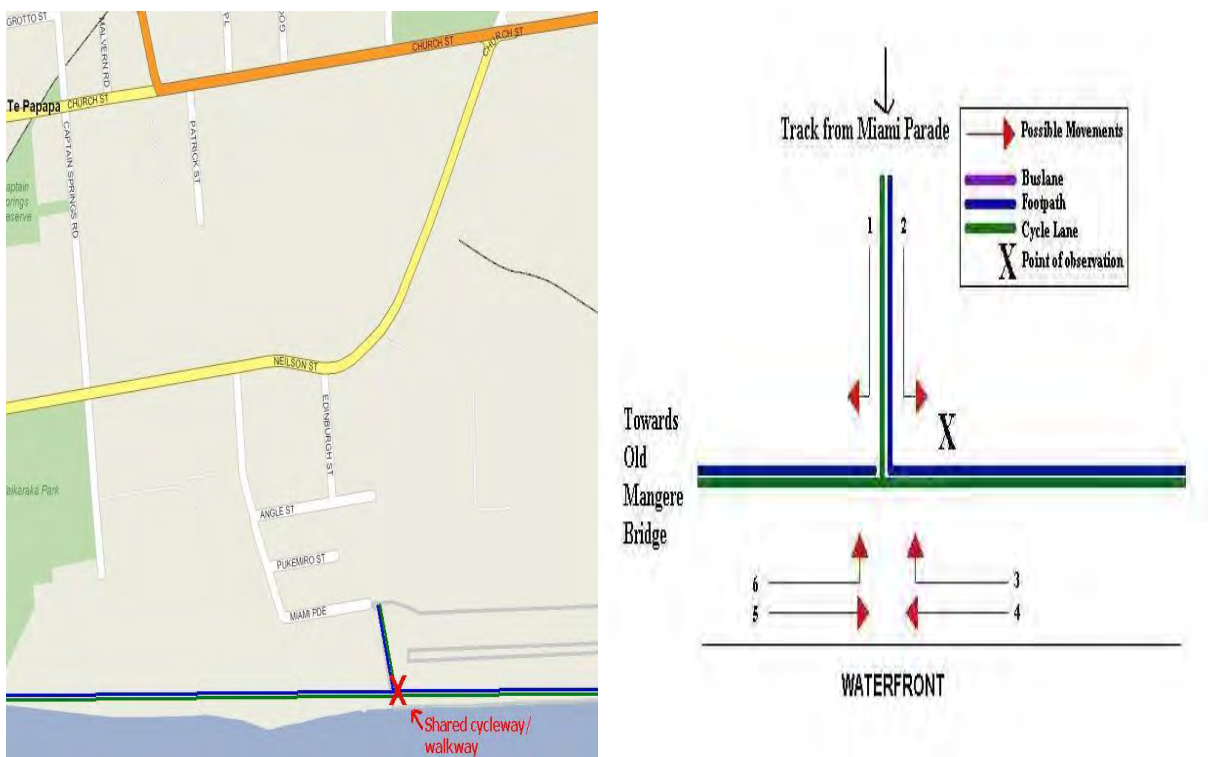 GROTTO ST
MALVERN RD
PL
CHURCH ST
CHURCH ST
Te Papapa
CHURCH ST
CAPTAIN SPRINGS RD
PATRICK ST
NEILSON ST
EDINBURGH ST
ANGLE ST
PUKEMIRO ST
MIAMI PDE
X
Shared cycleway/
walkway
Track from Miami Parade
Possible Movements
Buslane
Footpath
Cycle Lane
X Point of observation
1
2
X
Towards
Old
Mangere
Bridge
6
3
5
4
WATERFRONT